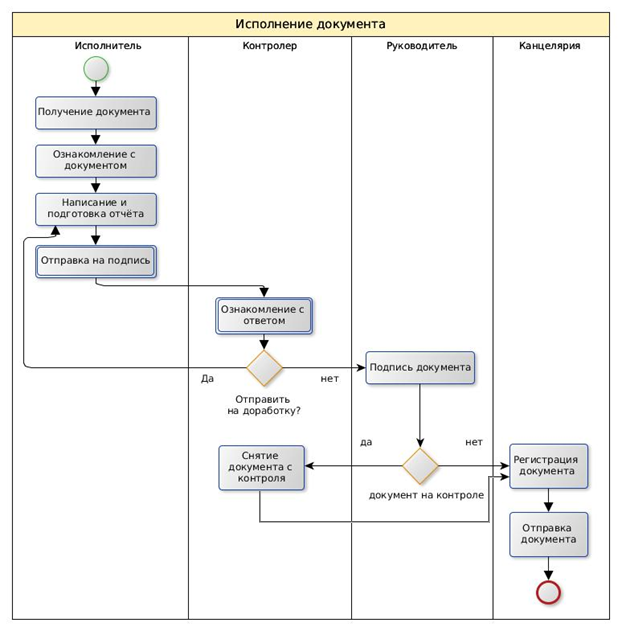 Исполнение документа
Исполнитель
Контролер
Руководитель
Канцелярия
Получение документа
Ознакомление с
документом
Написание и
подготовка отчёта
Отправка на подпись
Ознакомление с
ответом
Да
нет
Отправить
на доработку?
Подпись документа
да
нет
документ на контроле
Снятие
документа с
контроля
Регистрация
документа
Отправка
документа